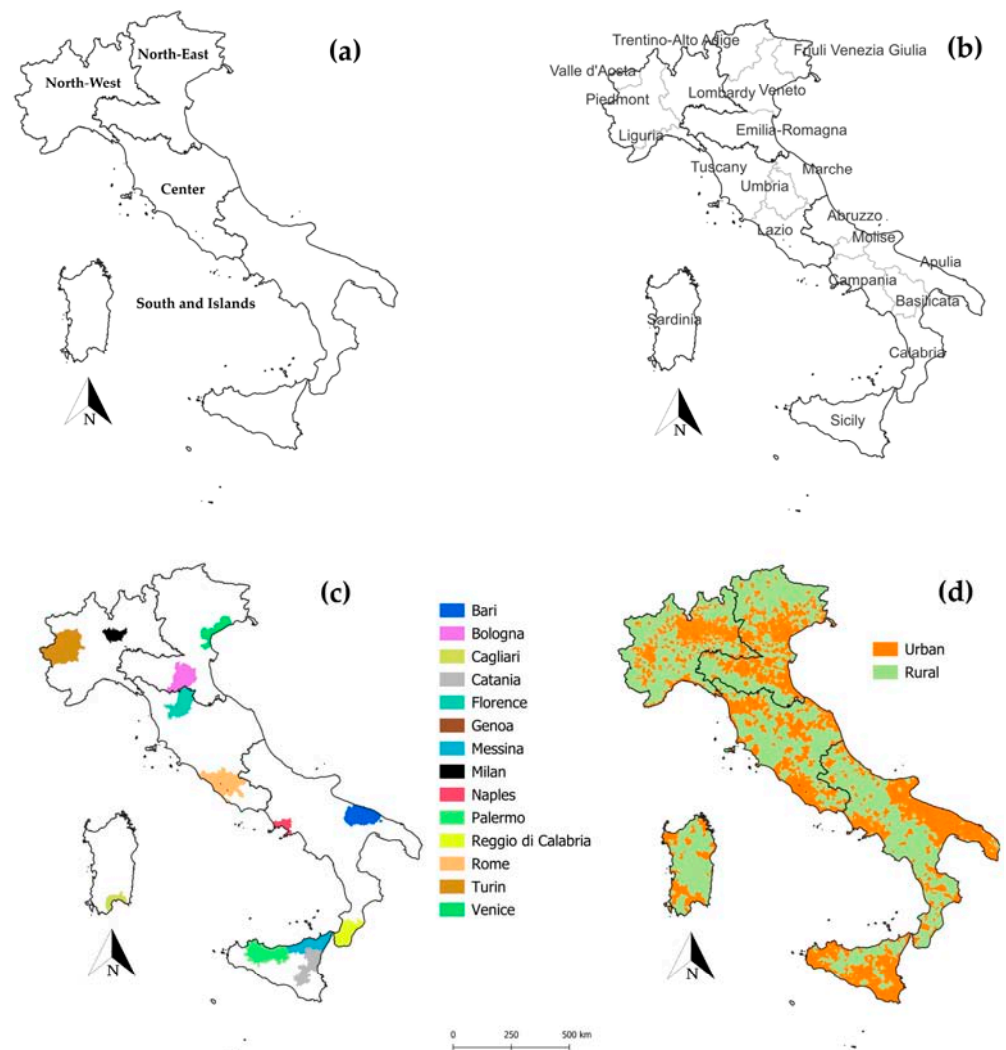 (a)
North-East
North-West
Center
South and Islands
N
(b)
Trentino-Alto Adige
Friuli Venezia Giulia
Valle d'Aosta
Piedmont
Lombardy
Veneto
Liguria
Emilia-Romagna
Tuscany
Marche
Umbria
Abruzzo
Lazio
Molise
Apulia
Campania
Basilicata
Sardinia
Calabria
Sicily
N
(c)
Bari
Bologna
Cagliari
Catania
Florence
Genoa
Messina
Milan
Naples
Palermo
Reggio di Calabria
Rome
Turin
Venice
N
(d)
Urban
Rural
N
0 250 500 km